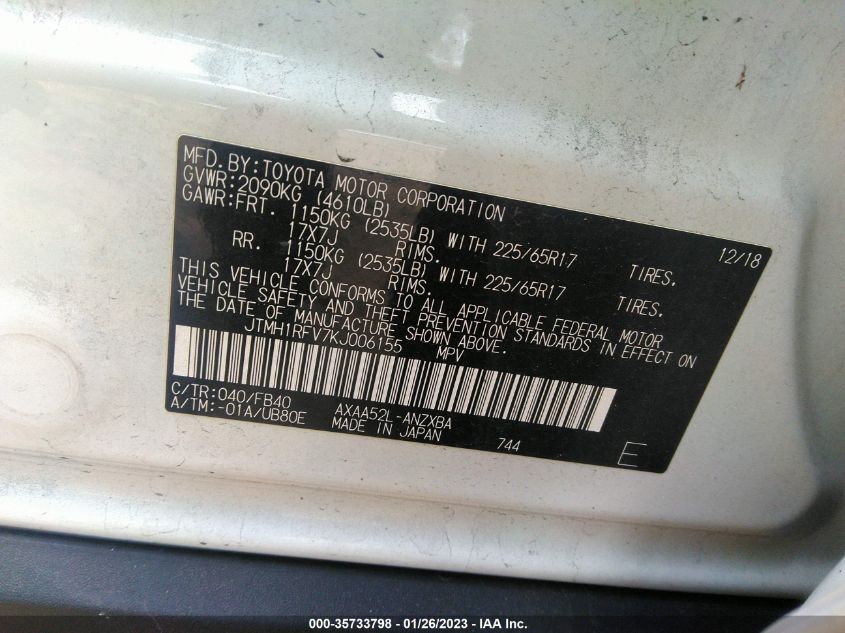 MFD. BY: TOYOTA MOTOR CORPORATION 12/18
GVWR: 2090KG (4610LB)
GAWR: FRT. 1150KG (2535LB) WITH 225/65R17 TIRES.
17X7J RIMS.
RR. 1150KG (2535LB) WITH 225/65R17 TIRES.
17X7J RIMS.
THIS VEHICLE CONFORMS TO ALL APPLICABLE FEDERAL MOTOR
VEHICLE SAFETY AND THEFT PREVENTION STANDARDS IN EFFECT ON
THE DATE OF MANUFACTURE SHOWN ABOVE.
JTMH1RFV7KJ006155 MPV
C/TR: 040/FB40 AXAA52L-ANZXBA
A/TM: -01A/UB80E MADE IN JAPAN 744 E
000-35733798 - 01/26/2023 - IAA Inc.